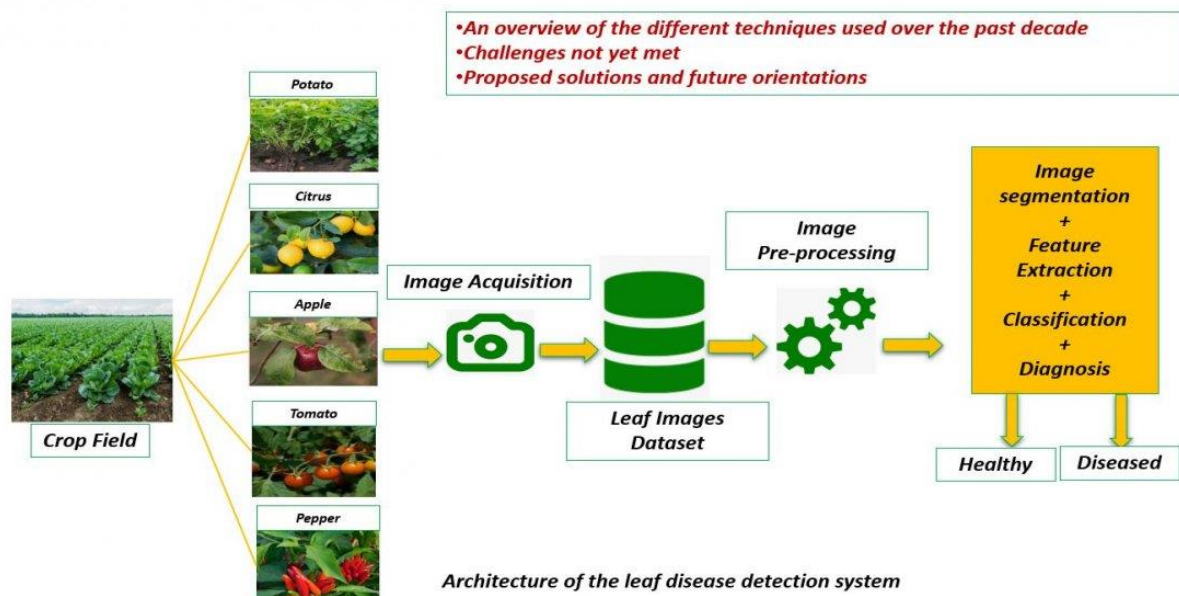 •An overview of the different techniques used over the past decade
•Challenges not yet met
•Proposed solutions and future orientations
Potato
Citrus
Apple
Tomato
Pepper
Crop Field
Image Acquisition
Leaf Images
Dataset
Image
Pre-processing
Image
segmentation
+
Feature
Extraction
+
Classification
+
Diagnosis
Healthy
Diseased
Architecture of the leaf disease detection system